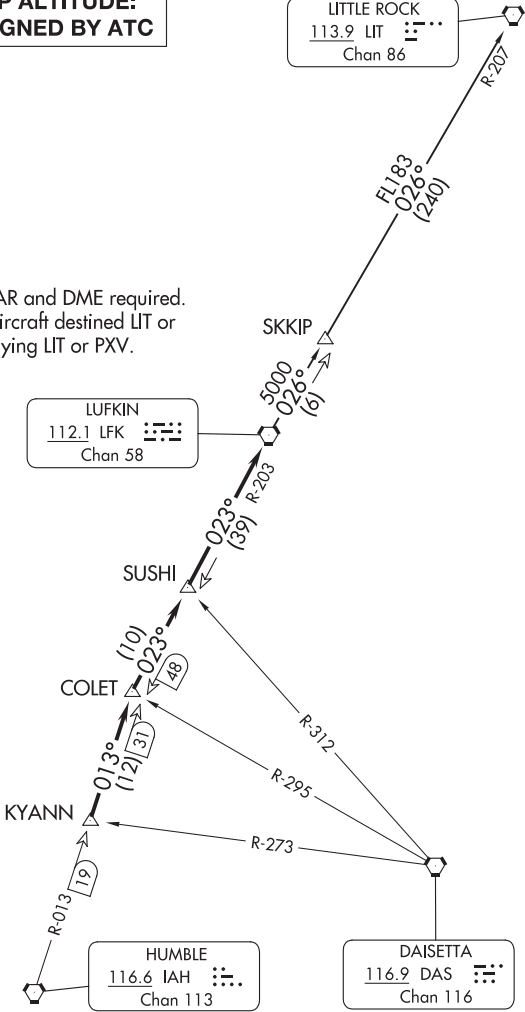 P ALTITUDE:
IGNED BY ATC
LITTLE ROCK
113.9 LIT
Chan 86
R-207
FL183
026°
(240)
AR and DME required.
ircraft destined LIT or
ying LIT or PXV.
SKKIP
5000
026°
(6)
LUFKIN
112.1 LFK
Chan 58
R-203
023°
(39)
SUSHI
(10)
023°
48
COLET
R-312
31
013°
(12)
R-295
KYANN
R-273
19
R-013
HUMBLE
116.6 IAH
Chan 113
DAISETTA
116.9 DAS
Chan 116